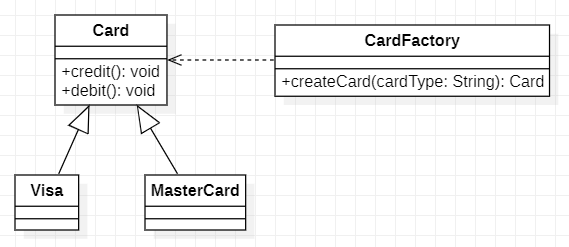 Card
+credit(): void
+debit(): void
CardFactory
+createCard(cardType: String): Card
Visa
MasterCard